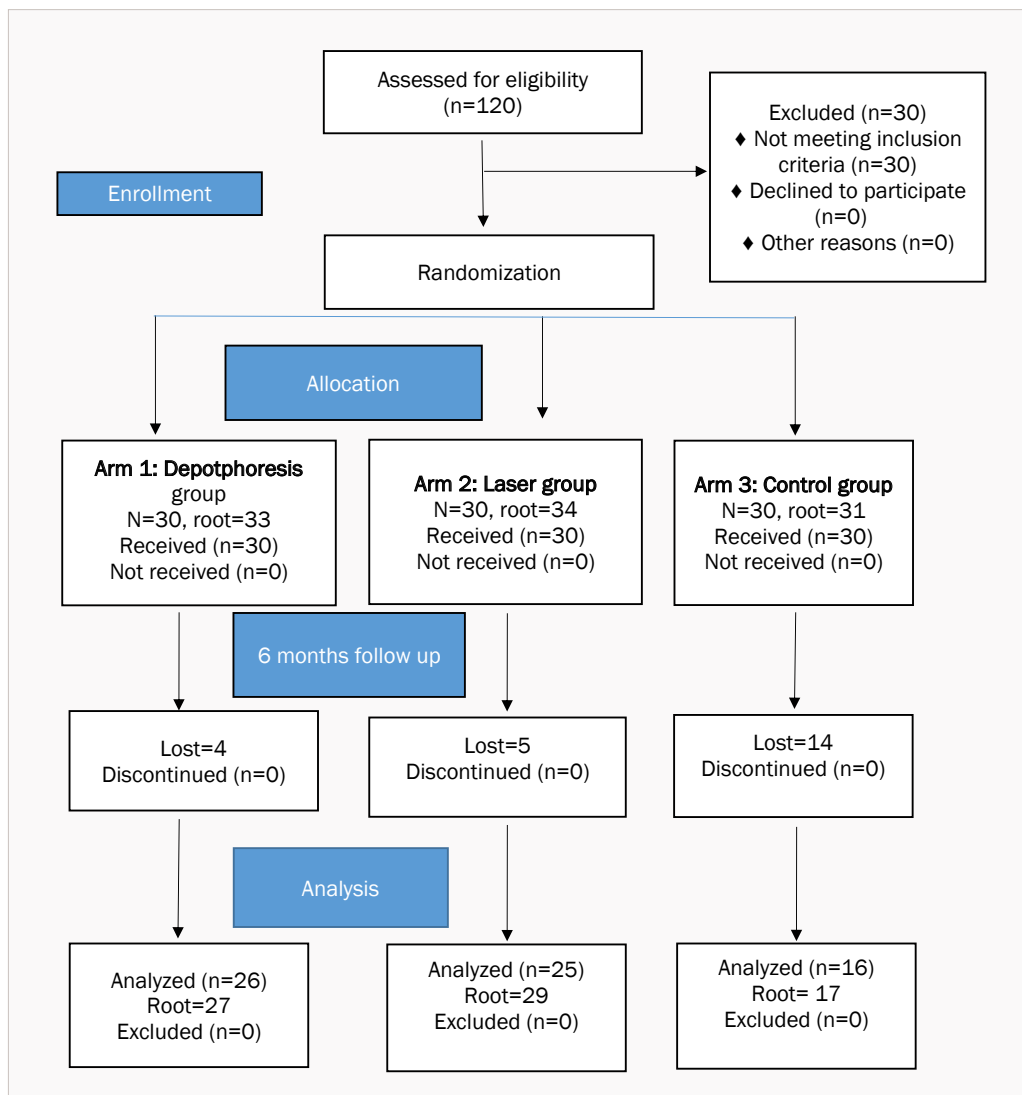 Assessed for eligibility
(n=120)
Excluded (n=30)
♦ Not meeting inclusion
criteria (n=30)
♦ Declined to participate
(n=0)
♦ Other reasons (n=0)
Enrollment
Randomization
Allocation
Arm 1: Depotphoresis
group
N=30, root=33
Received (n=30)
Not received (n=0)
Arm 2: Laser group
N=30, root=34
Received (n=30)
Not received (n=0)
Arm 3: Control group
N=30, root=31
Received (n=30)
Not received (n=0)
6 months follow up
Lost=4
Discontinued (n=0)
Lost=5
Discontinued (n=0)
Lost=14
Discontinued (n=0)
Analysis
Analyzed (n=26)
Root=27
Excluded (n=0)
Analyzed (n=25)
Root=29
Excluded (n=0)
Analyzed (n=16)
Root= 17
Excluded (n=0)